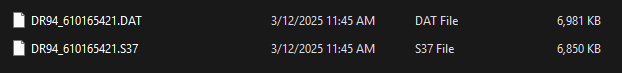 DR94_610165421.DAT 3/12/2025 11:45 AM DAT File 6,981 KB
DR94_610165421.S37 3/12/2025 11:45 AM S37 File 6,850 KB